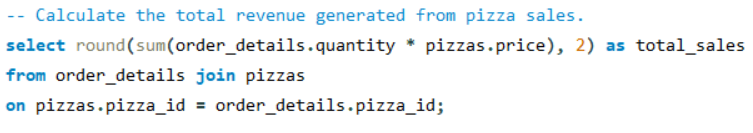 -- Calculate the total revenue generated from pizza sales.
select round(sum(order_details.quantity * pizzas.price), 2) as total_sales
from order_details join pizzas
on pizzas.pizza_id = order_details.pizza_id;